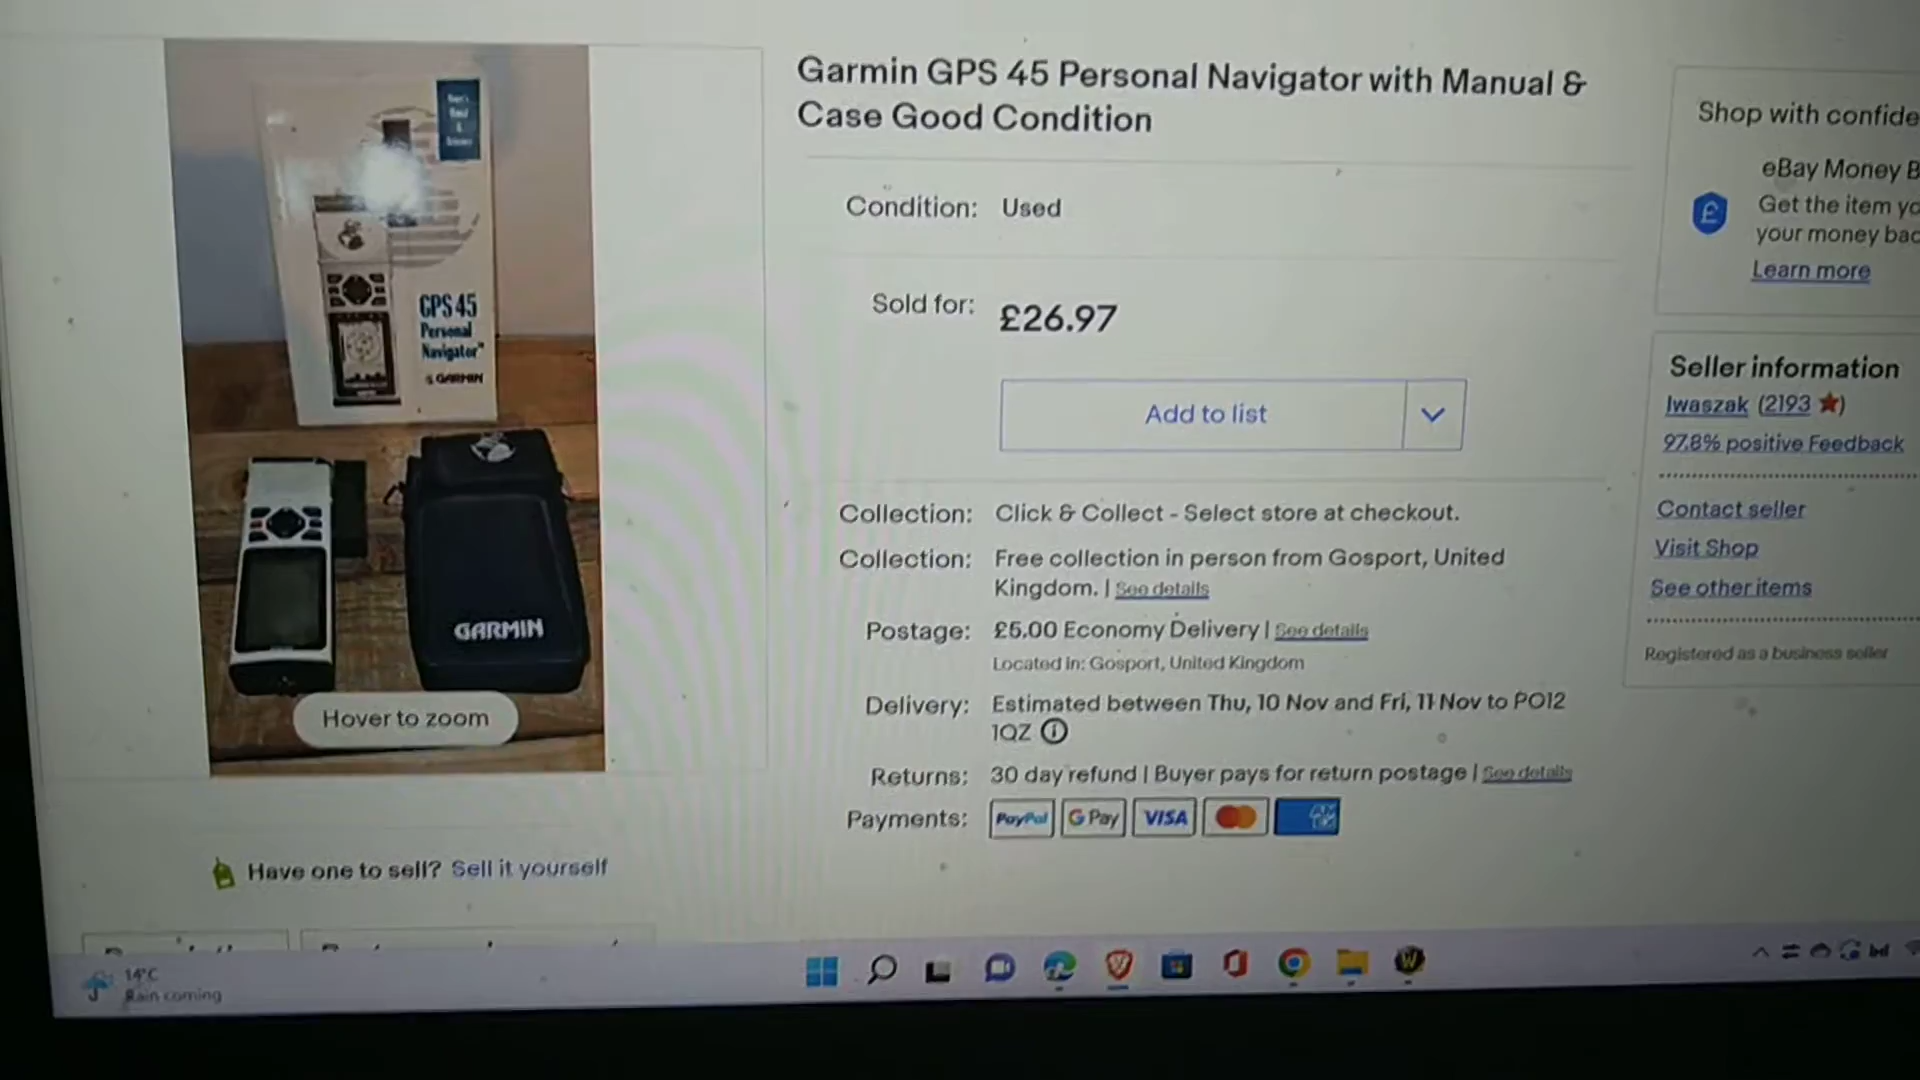 Garmin GPS 45 Personal Navigator with Manual &
Case Good Condition
Condition: Used
Sold for: £26.97
Add to list
Collection: Click & Collect - Select store at checkout.
Collection: Free collection in person from Gosport, United
Kingdom. | See details
Postage: £5.00 Economy Delivery | See details
Located in: Gosport, United Kingdom
Delivery: Estimated between Thu, 10 Nov and Fri, 11 Nov to PO12
1QZ
Returns: 30 day refund | Buyer pays for return postage | See details
Payments: PayPal G Pay VISA
GPS 45
Personal
Navigator™
GARMIN
GARMIN
Hover to zoom
Have one to sell? Sell it yourself
Shop with confide
eBay Money B
Get the item yo
your money bac
Learn more
Seller information
Iwaszak (2193)
97.8% positive Feedback
Contact seller
Visit Shop
See other items
Registered as a business seller
14°C
Rain coming